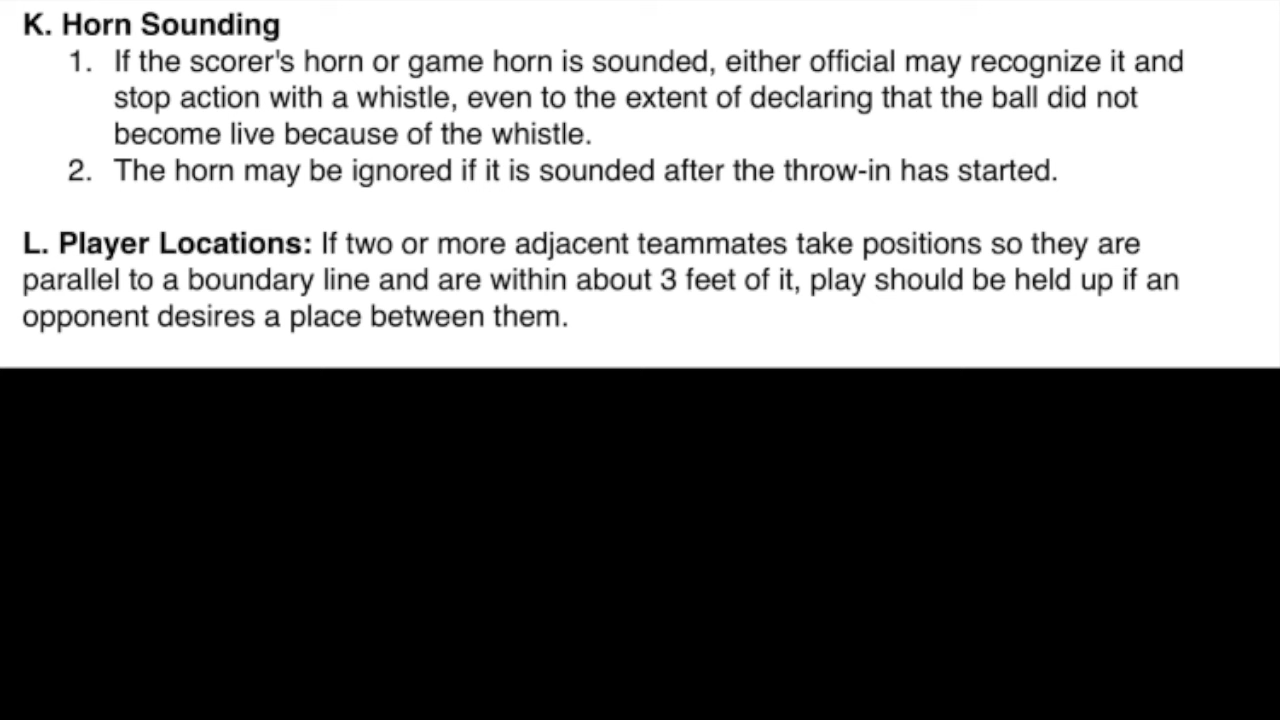 K. Horn Sounding
1. If the scorer's horn or game horn is sounded, either official may recognize it and
stop action with a whistle, even to the extent of declaring that the ball did not
become live because of the whistle.
2. The horn may be ignored if it is sounded after the throw-in has started.
L. Player Locations: If two or more adjacent teammates take positions so they are
parallel to a boundary line and are within about 3 feet of it, play should be held up if an
opponent desires a place between them.